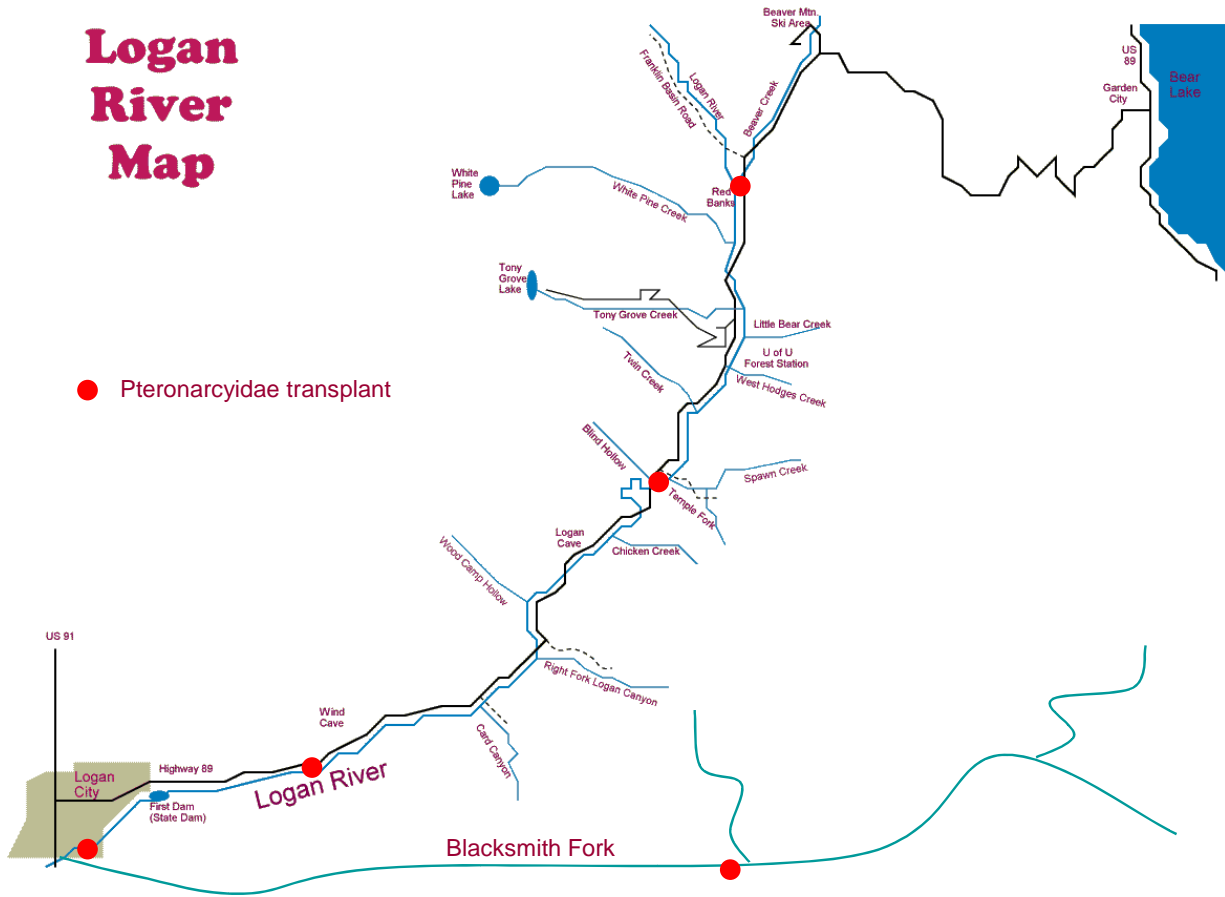 Logan
River
Map
Beaver Mtn.
Ski Area
US
89
Bear
Lake
Garden
City
Franklin Basin Road
Logan River
Beaver Creek
White
Pine
Lake
White Pine Creek
Red
Banks
Tony
Grove
Lake
Tony Grove Creek
Little Bear Creek
U of U
Forest Station
West Hodges Creek
Twin Creek
Pteronarcyidae transplant
Blind Hollow
Spawn Creek
Temple Fork
Logan
Cave
Chicken Creek
Wood Camp Hollow
US 91
Right Fork Logan Canyon
Wind
Cave
Card Canyon
Highway 89
Logan River
Logan
City
First Dam
(State Dam)
Blacksmith Fork